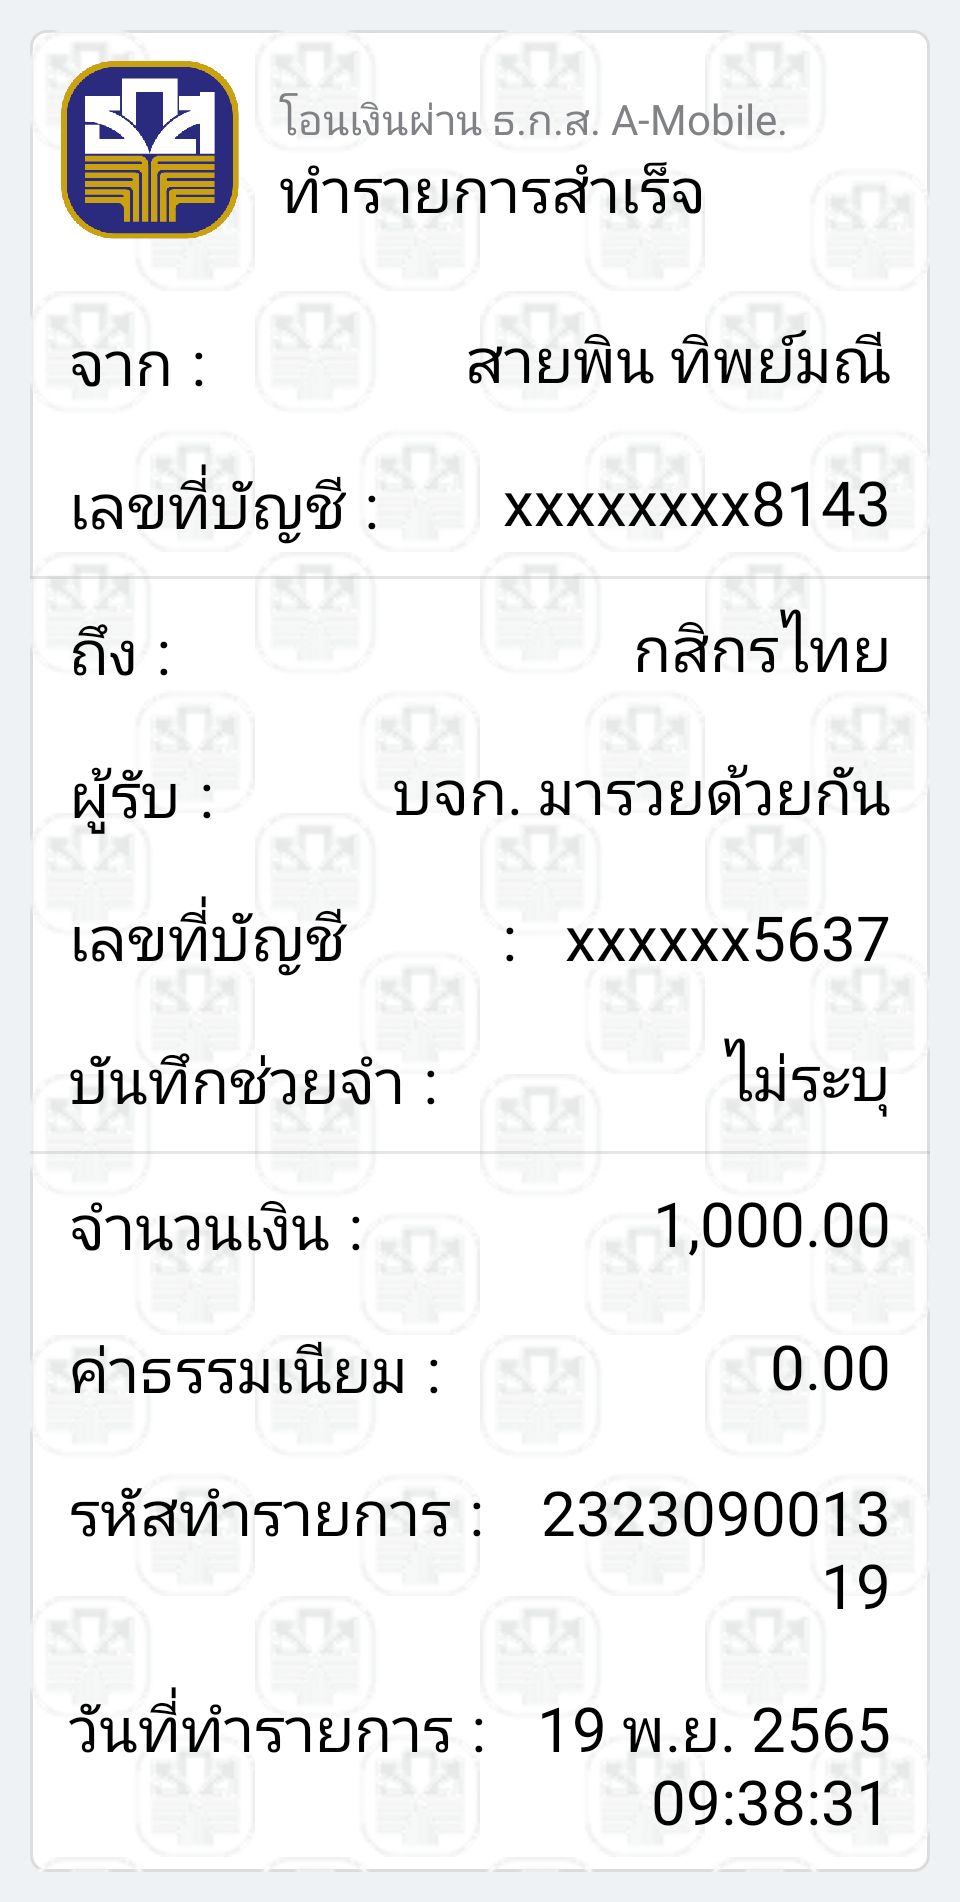 โอนเงินผ่าน ธ.ก.ส. A-Mobile.
ทำรายการสำเร็จ
จาก : สายพิน ทิพย์มณี
เลขที่บัญชี : xxxxxxxx8143
ถึง : กสิกรไทย
ผู้รับ : บจก. มารวยด้วยกัน
เลขที่บัญชี : xxxxxx5637
บันทึกช่วยจำ : ไม่ระบุ
จำนวนเงิน : 1,000.00
ค่าธรรมเนียม : 0.00
รหัสทำรายการ : 2323090013
19
วันที่ทำรายการ : 19 พ.ย. 2565
09:38:31